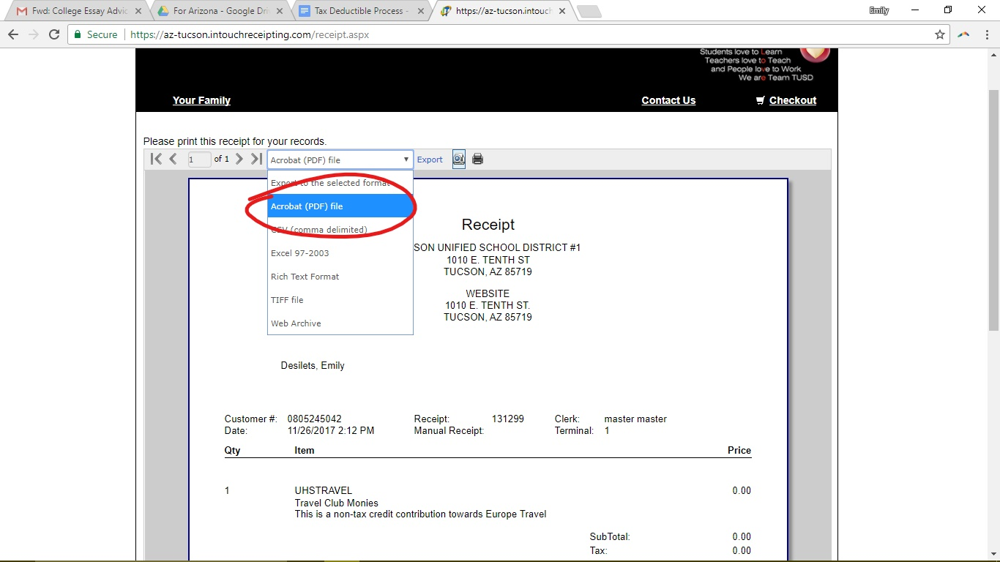 Fwd: College Essay Advic
For Arizona - Google Dri
Tax Deductible Process -
https://az-tucson.intouch
Emily
Secure
https://az-tucson.intouchreceipting.com/receipt.aspx
Students love to Learn
Teachers love to Teach
and People love to Work
We are Team TUSD
Your Family
Contact Us
Checkout
Please print this receipt for your records.
1 of 1
Acrobat (PDF) file
Export
Export to the selected format
Acrobat (PDF) file
CSV (comma delimited)
Excel 97-2003
Rich Text Format
TIFF file
Web Archive
Receipt
SON UNIFIED SCHOOL DISTRICT #1
1010 E. TENTH ST
TUCSON, AZ 85719
WEBSITE
1010 E. TENTH ST.
TUCSON, AZ 85719
Desilets, Emily
Customer #: 0805245042 Receipt: 131299 Clerk: master master
Date: 11/26/2017 2:12 PM Manual Receipt: Terminal: 1
Qty Item Price
1 UHSTRAVEL 0.00
Travel Club Monies
This is a non-tax credit contribution towards Europe Travel
SubTotal: 0.00
Tax: 0.00